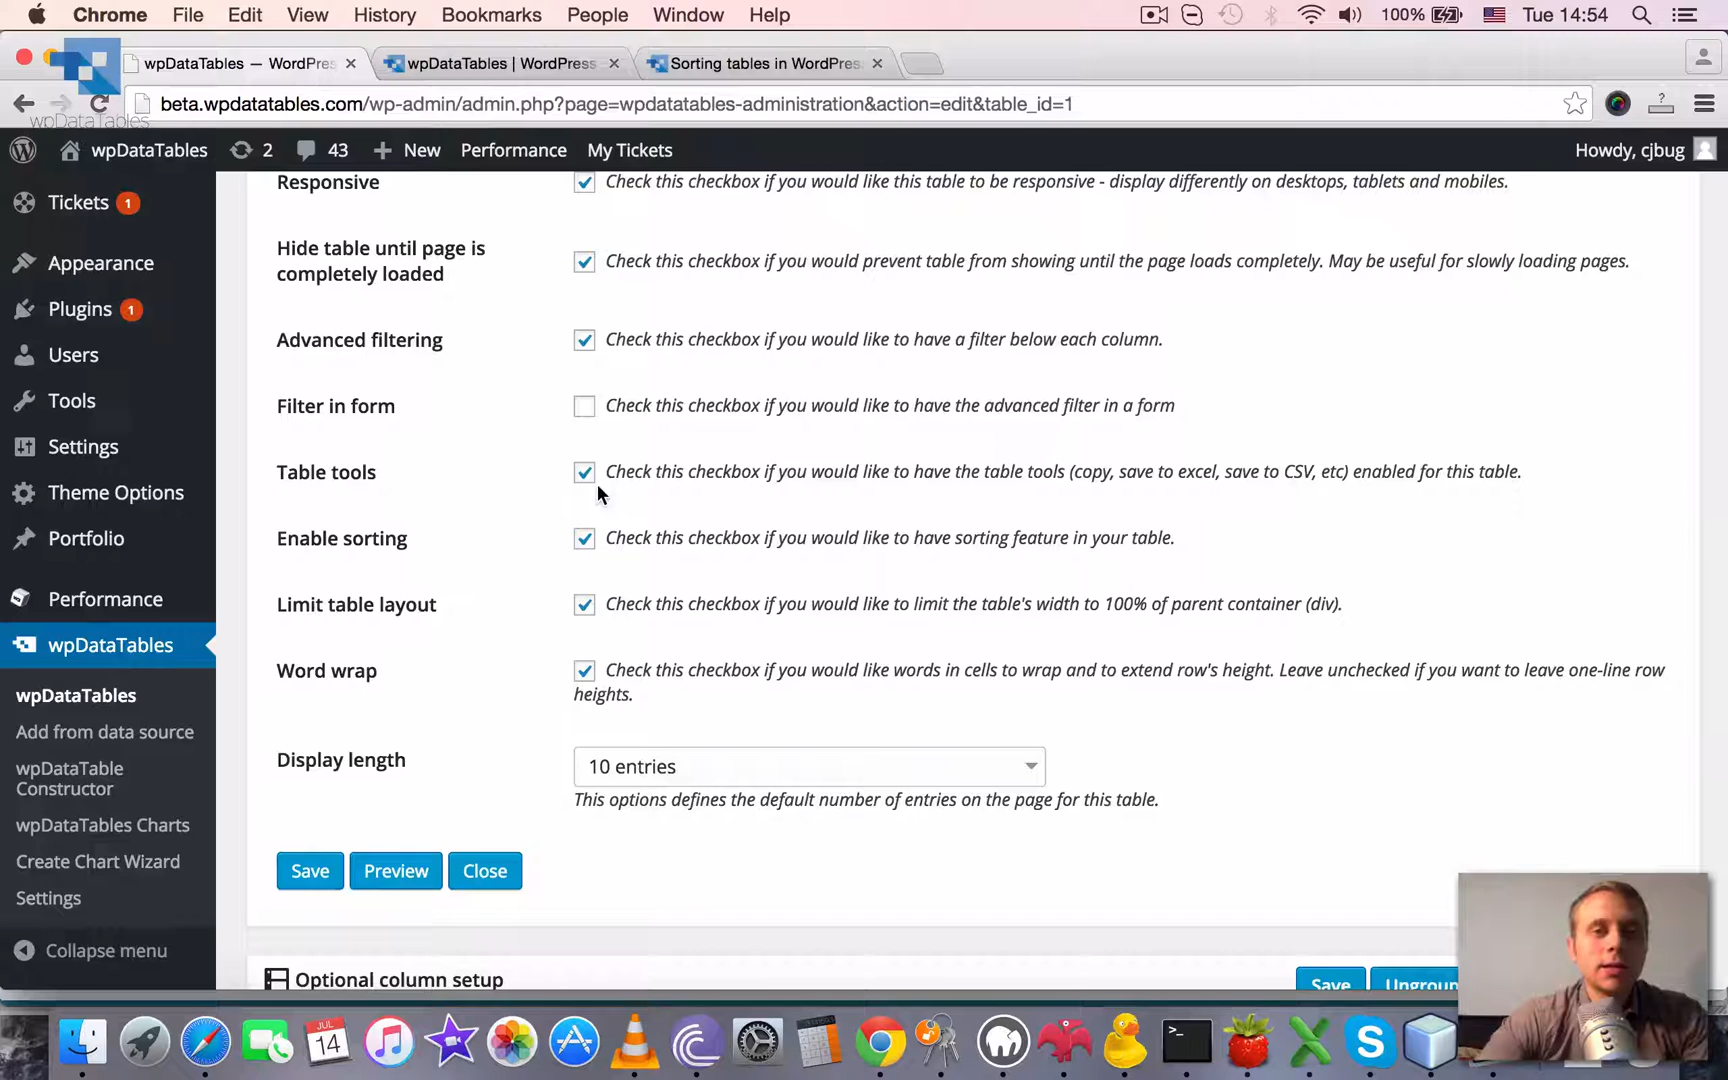 Chrome File Edit View History Bookmarks People Window Help 100% Tue 14:54
wpDataTables — WordPres wpDataTables | WordPress Sorting tables in WordPres
beta.wpdatatables.com/wp-admin/admin.php?page=wpdatatables-administration&action=edit&table_id=1
wpDataTables
wpDataTables 2 43 New Performance My Tickets Howdy, cjbug
Tickets 1
Appearance
Plugins 1
Users
Tools
Settings
Theme Options
Portfolio
Performance
wpDataTables
wpDataTables
Add from data source
wpDataTable
Constructor
wpDataTables Charts
Create Chart Wizard
Settings
Collapse menu
Responsive Check this checkbox if you would like this table to be responsive - display differently on desktops, tablets and mobiles.
Hide table until page is
completely loaded
Check this checkbox if you would prevent table from showing until the page loads completely. May be useful for slowly loading pages.
Advanced filtering Check this checkbox if you would like to have a filter below each column.
Filter in form Check this checkbox if you would like to have the advanced filter in a form
Table tools Check this checkbox if you would like to have the table tools (copy, save to excel, save to CSV, etc) enabled for this table.
Enable sorting Check this checkbox if you would like to have sorting feature in your table.
Limit table layout Check this checkbox if you would like to limit the table's width to 100% of parent container (div).
Word wrap Check this checkbox if you would like words in cells to wrap and to extend row's height. Leave unchecked if you want to leave one-line row
heights.
Display length 10 entries
This options defines the default number of entries on the page for this table.
Save Preview Close
Optional column setup Save Ungroup
JUL
14